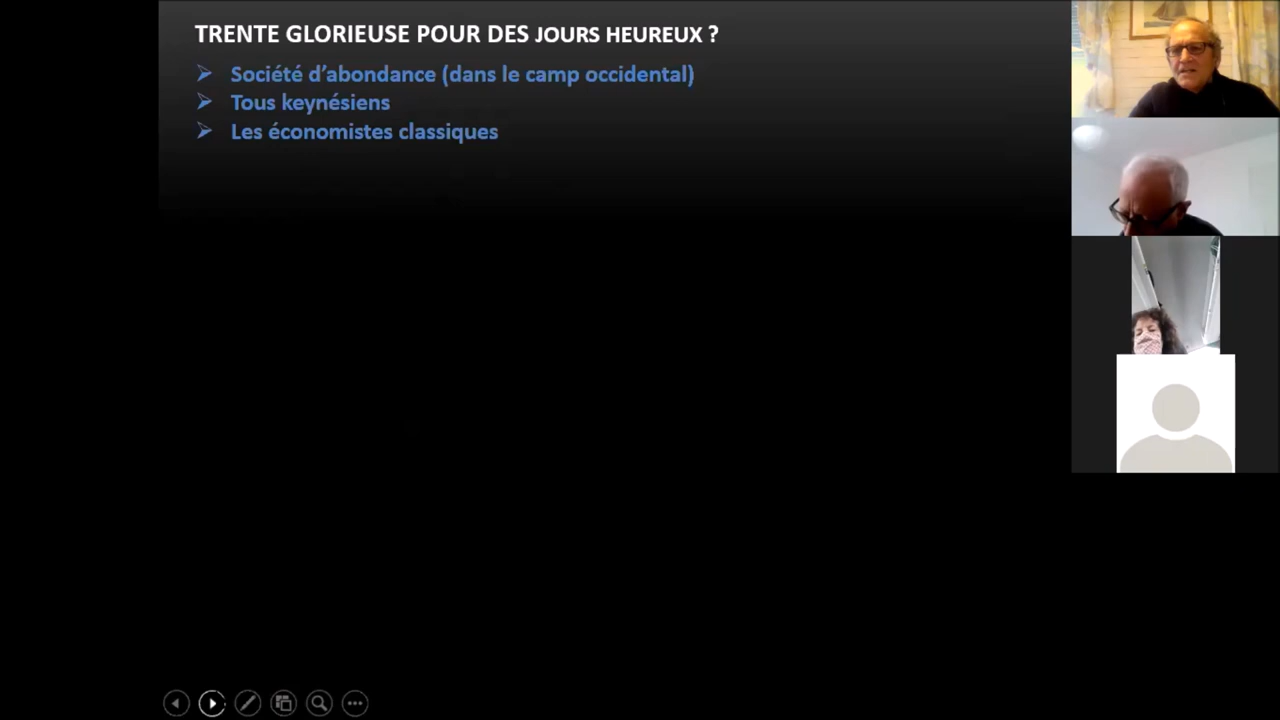 TRENTE GLORIEUSE POUR DES JOURS HEUREUX ?
Société d’abondance (dans le camp occidental)
Tous keynésiens
Les économistes classiques